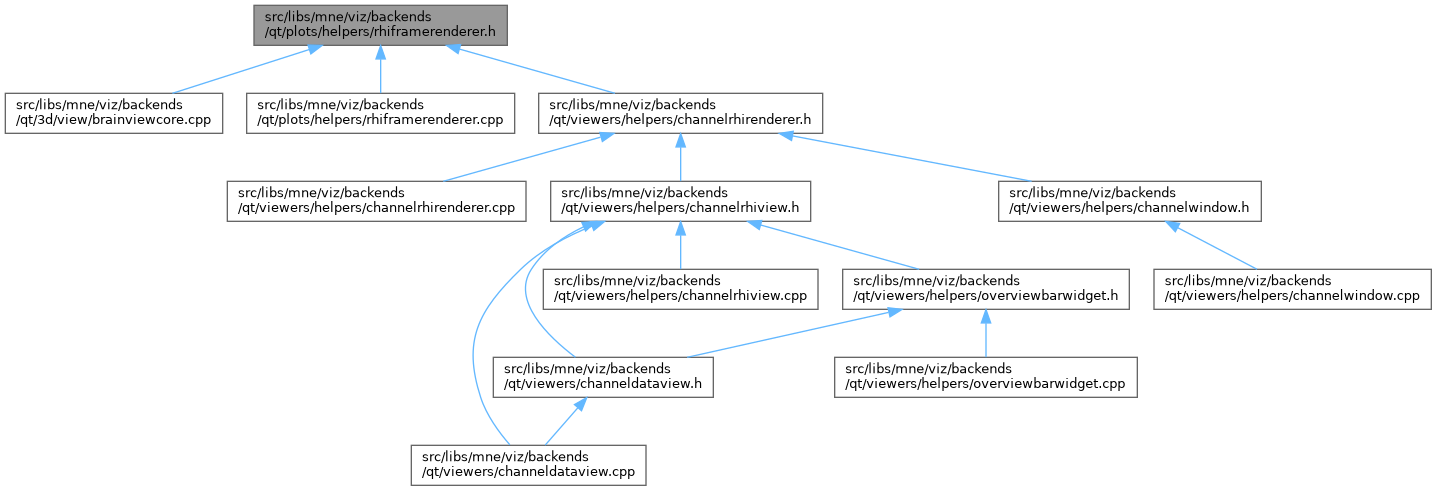 src/libs/mne/viz/backends
/qt/plots/helpers/rhiframerenderer.h
src/libs/mne/viz/backends
/qt/3d/view/brainviewcore.cpp
src/libs/mne/viz/backends
/qt/plots/helpers/rhiframerenderer.cpp
src/libs/mne/viz/backends
/qt/viewers/helpers/channelrhirenderer.h
src/libs/mne/viz/backends
/qt/viewers/helpers/channelrhirenderer.cpp
src/libs/mne/viz/backends
/qt/viewers/helpers/channelrhiview.h
src/libs/mne/viz/backends
/qt/viewers/helpers/channelwindow.h
src/libs/mne/viz/backends
/qt/viewers/helpers/channelrhiview.cpp
src/libs/mne/viz/backends
/qt/viewers/helpers/overviewbarwidget.h
src/libs/mne/viz/backends
/qt/viewers/helpers/channelwindow.cpp
src/libs/mne/viz/backends
/qt/viewers/channeldataview.h
src/libs/mne/viz/backends
/qt/viewers/helpers/overviewbarwidget.cpp
src/libs/mne/viz/backends
/qt/viewers/channeldataview.cpp